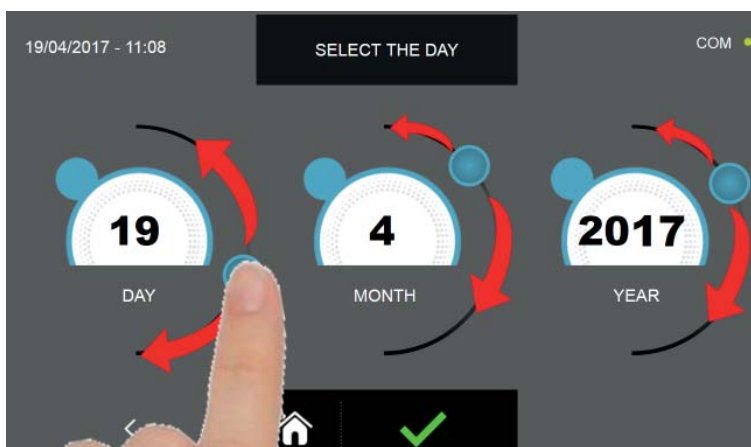 19/04/2017 - 11:08
SELECT THE DAY
COM
19
4
2017
DAY
MONTH
YEAR